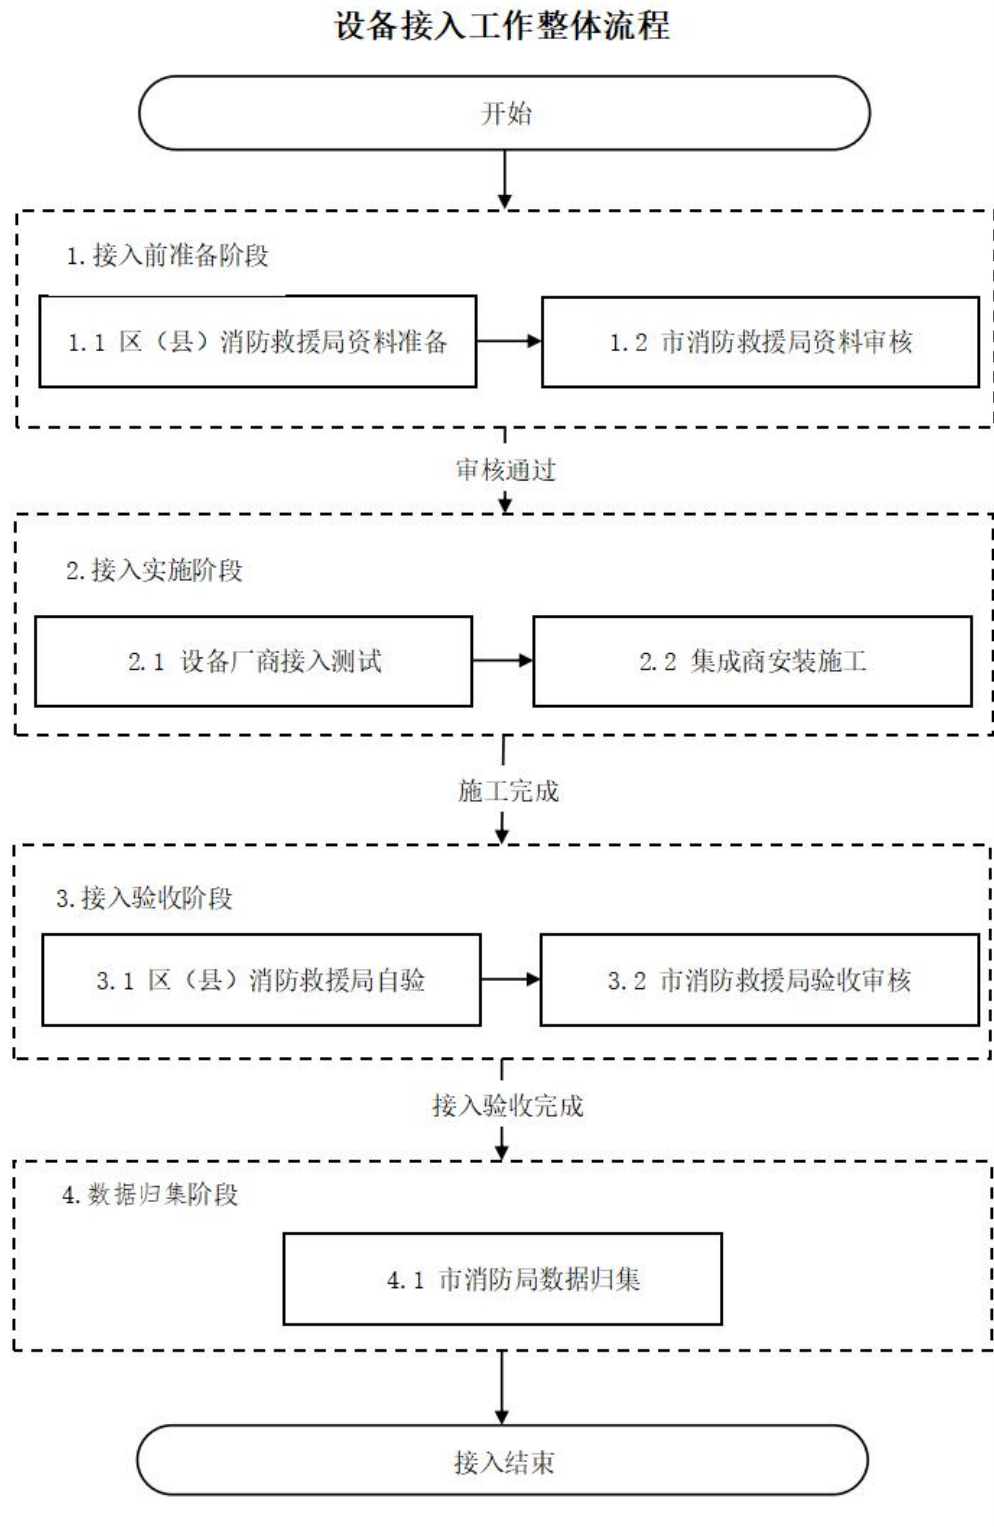 设备接入工作整体流程
开始
1.接入前准备阶段
1.1 区（县）消防救援局资料准备
1.2 市消防救援局资料审核
审核通过
2.接入实施阶段
2.1 设备厂商接入测试
2.2 集成商安装施工
施工完成
3.接入验收阶段
3.1 区（县）消防救援局自验
3.2 市消防救援局验收审核
接入验收完成
4.数据归集阶段
4.1 市消防局数据归集
接入结束